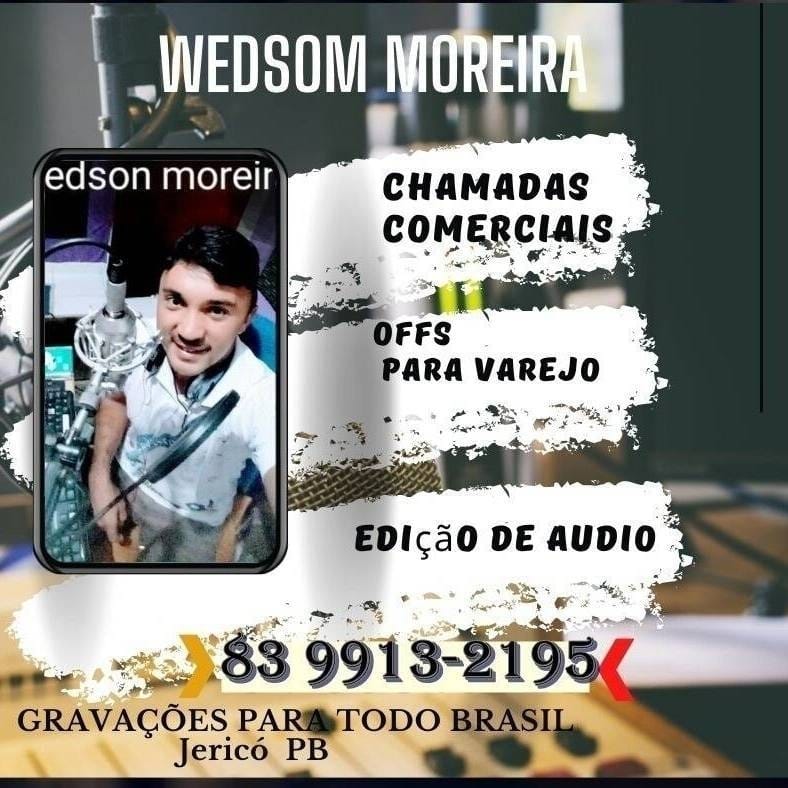 WEDSOM MOREIRA
edson moreir
CHAMADAS
COMERCIAIS
OFFS
PARA VAREJO
EDIÇÃO DE AUDIO
83 9913-2195
GRAVAÇÕES PARA TODO BRASIL
Jericó PB